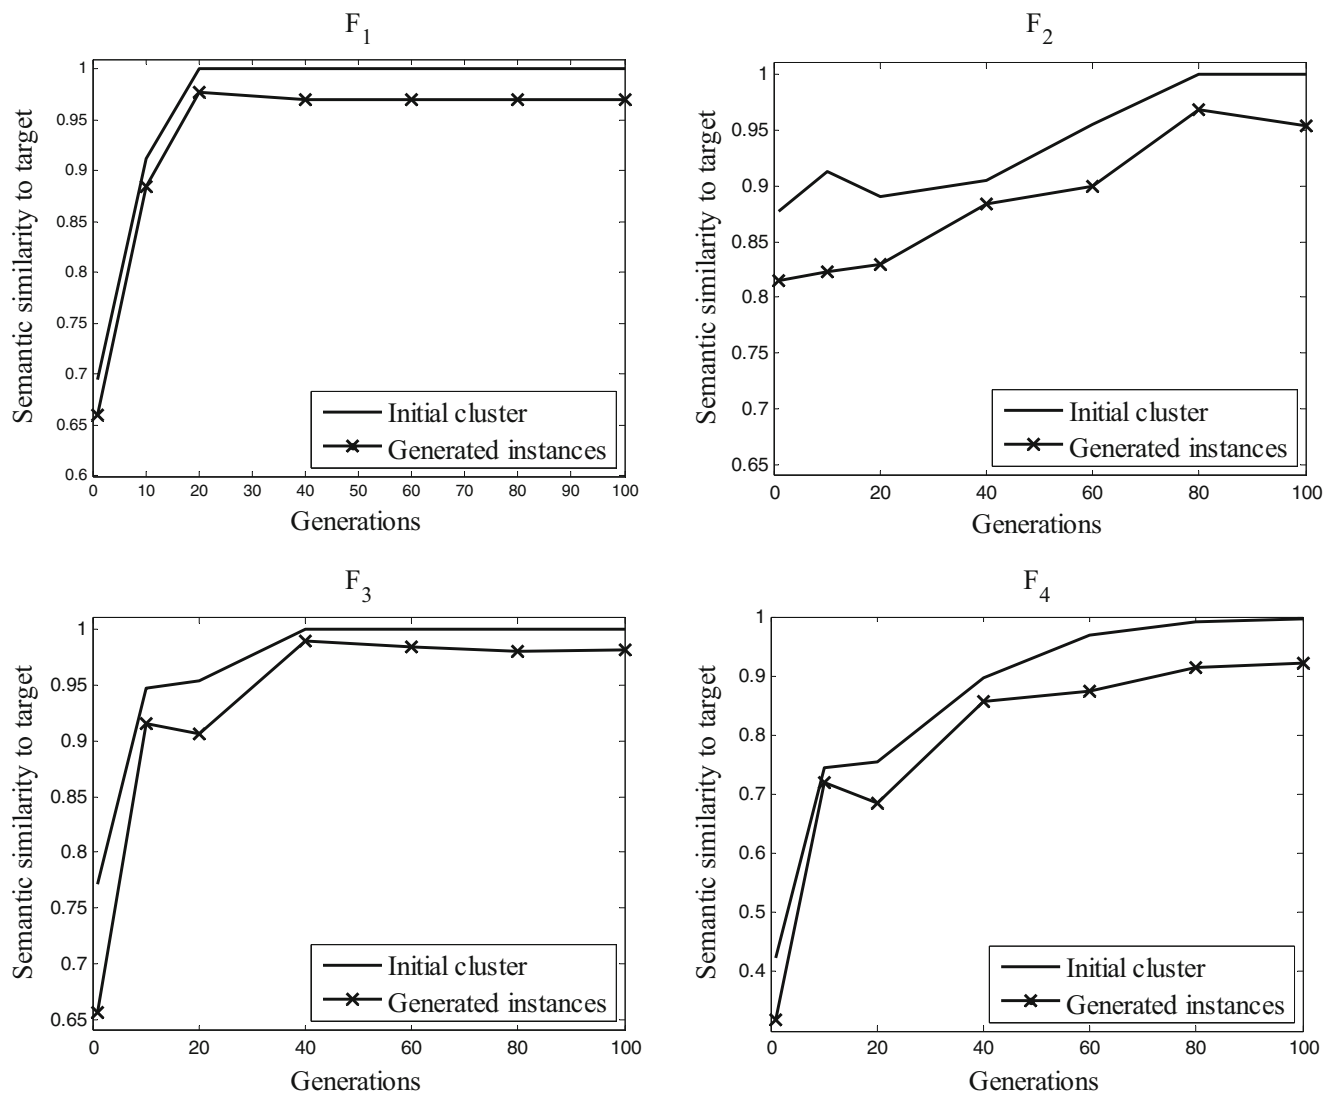 F1
Semantic similarity to target
1
0.95
0.9
0.85
0.8
0.75
0.7
0.65
0.6
0 10 20 30 40 50 60 70 80 90 100
Generations
Initial cluster
Generated instances
F2
Semantic similarity to target
1
0.95
0.9
0.85
0.8
0.75
0.7
0.65
0 20 40 60 80 100
Generations
Initial cluster
Generated instances
F3
Semantic similarity to target
1
0.95
0.9
0.85
0.8
0.75
0.7
0.65
0 20 40 60 80 100
Generations
Initial cluster
Generated instances
F4
Semantic similarity to target
1
0.9
0.8
0.7
0.6
0.5
0.4
0 20 40 60 80 100
Generations
Initial cluster
Generated instances